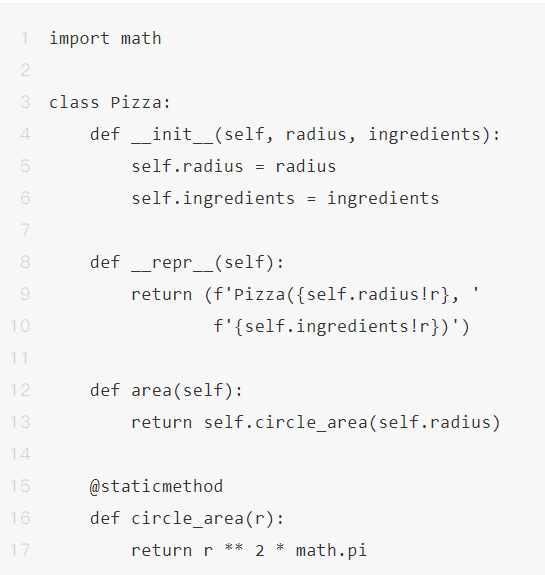 1 import math
2
3 class Pizza:
4     def __init__(self, radius, ingredients):
5         self.radius = radius
6         self.ingredients = ingredients
7
8     def __repr__(self):
9         return (f'Pizza({self.radius!r}, '
10                 f'{self.ingredients!r})')
11
12     def area(self):
13         return self.circle_area(self.radius)
14
15     @staticmethod
16     def circle_area(r):
17         return r ** 2 * math.pi